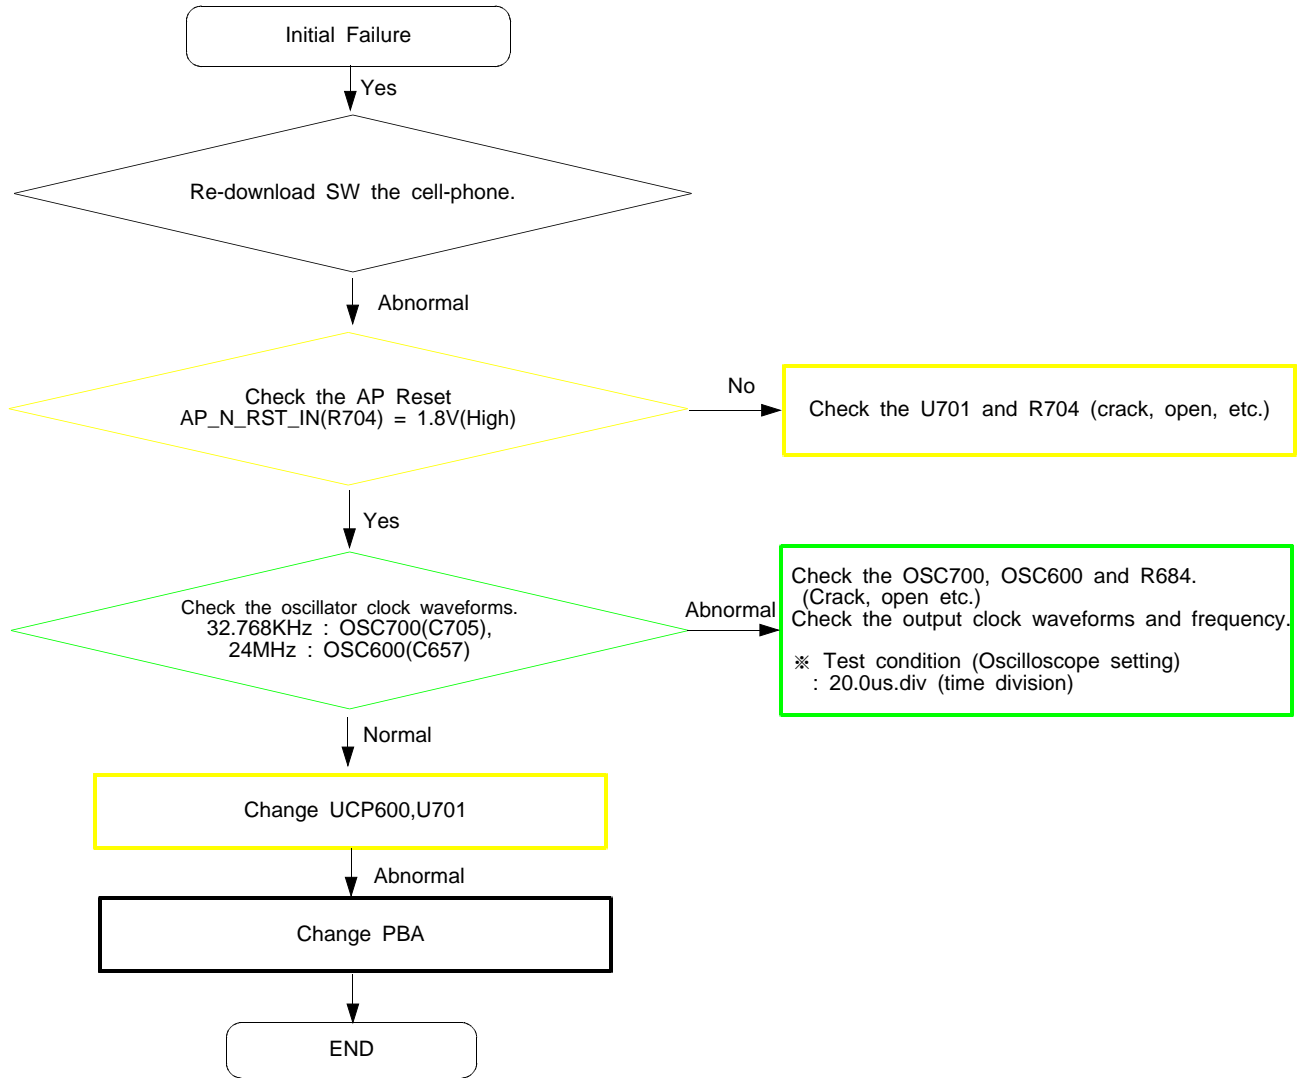 Initial Failure
Yes
Re-download SW the cell-phone.
Abnormal
Check the AP Reset
AP_N_RST_IN(R704) = 1.8V(High)
No
Check the U701 and R704 (crack, open, etc.)
Yes
Check the oscillator clock waveforms.
32.768KHz : OSC700(C705),
24MHz : OSC600(C657)
Abnormal
Check the OSC700, OSC600 and R684.
(Crack, open etc.)
Check the output clock waveforms and frequency.
※ Test condition (Oscilloscope setting)
: 20.0us.div (time division)
Normal
Change UCP600,U701
Abnormal
Change PBA
END